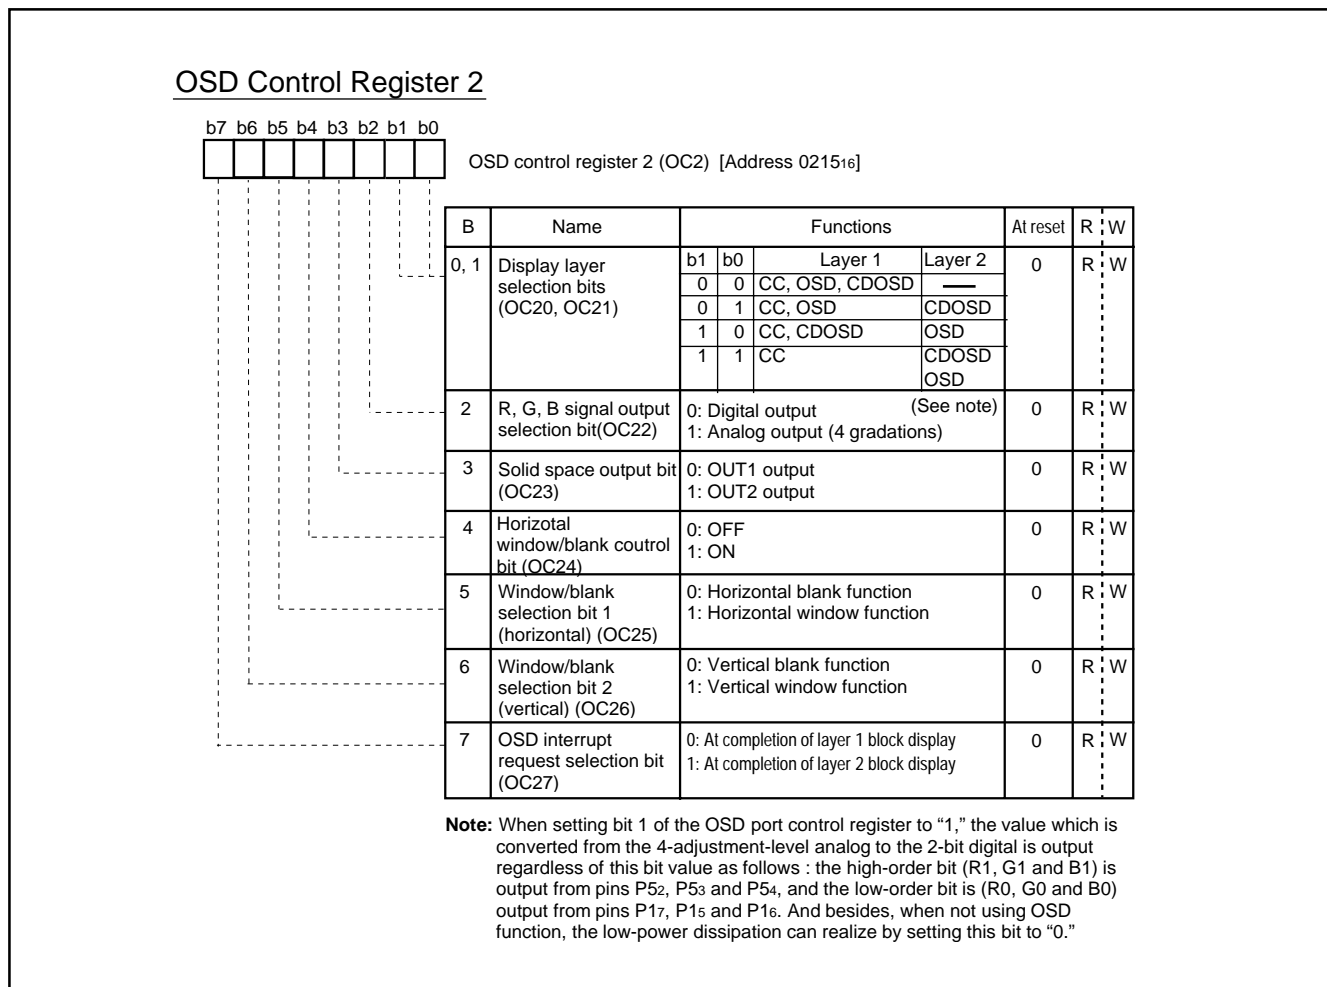 OSD Control Register 2
b7 b6 b5 b4 b3 b2 b1 b0
OSD control register 2 (OC2) [Address 021516]
B Name Functions At reset R W
0, 1 Display layer selection bits (OC20, OC21) 0 R W
b1 b0 Layer 1 Layer 2
0 0 CC, OSD, CDOSD —
0 1 CC, OSD CDOSD
1 0 CC, CDOSD OSD
1 1 CC CDOSD
OSD
2 R, G, B signal output 0: Digital output (See note) 0 R W
selection bit(OC22) 1: Analog output (4 gradations)
3 Solid space output bit 0: OUT1 output 0 R W
(OC23) 1: OUT2 output
4 Horizotal 0: OFF 0 R W
window/blank coutrol 1: ON
bit (OC24)
5 Window/blank 0: Horizontal blank function 0 R W
selection bit 1 1: Horizontal window function
(horizontal) (OC25)
6 Window/blank 0: Vertical blank function 0 R W
selection bit 2 1: Vertical window function
(vertical) (OC26)
7 OSD interrupt 0: At completion of layer 1 block display 0 R W
request selection bit 1: At completion of layer 2 block display
(OC27)
Note: When setting bit 1 of the OSD port control register to “1,” the value which is
converted from the 4-adjustment-level analog to the 2-bit digital is output
regardless of this bit value as follows : the high-order bit (R1, G1 and B1) is
output from pins P52, P53 and P54, and the low-order bit is (R0, G0 and B0)
output from pins P17, P15 and P16. And besides, when not using OSD
function, the low-power dissipation can realize by setting this bit to “0.”